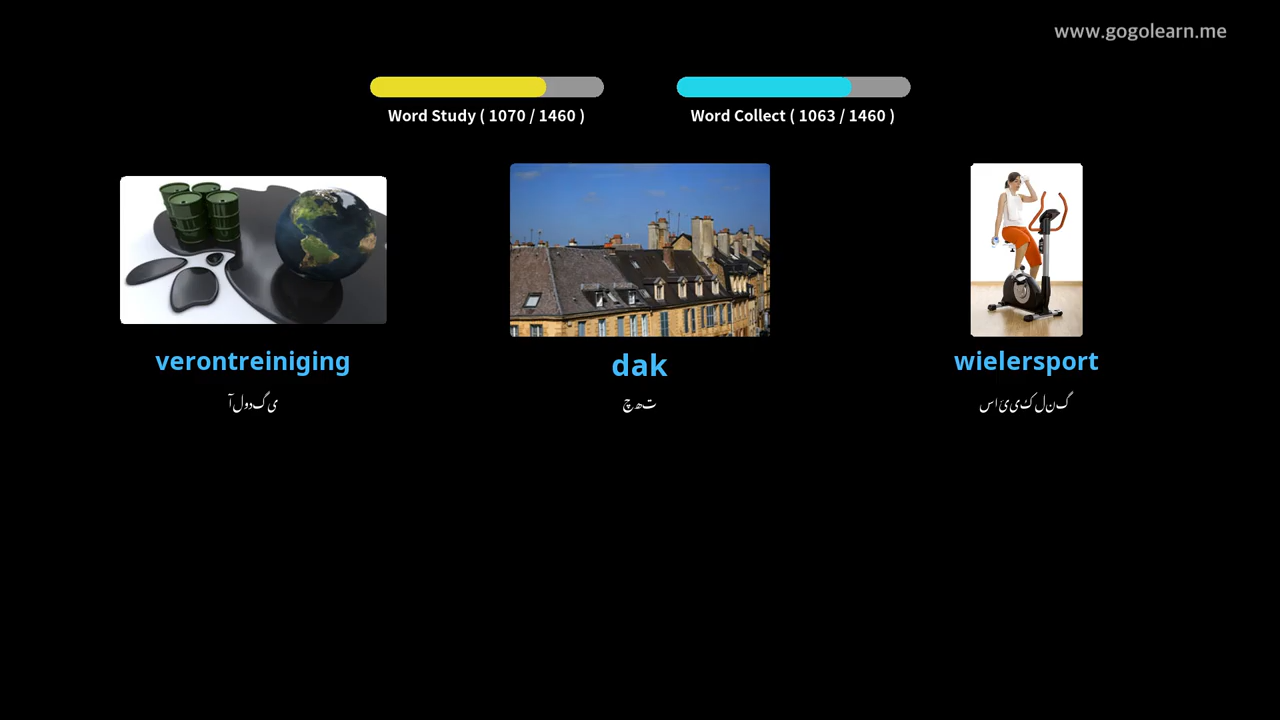 www.gogolearn.me
Word Study ( 1070 / 1460 )
Word Collect ( 1063 / 1460 )
verontreiniging
آلودگی
dak
چھت
wielersport
سائیکلنگ